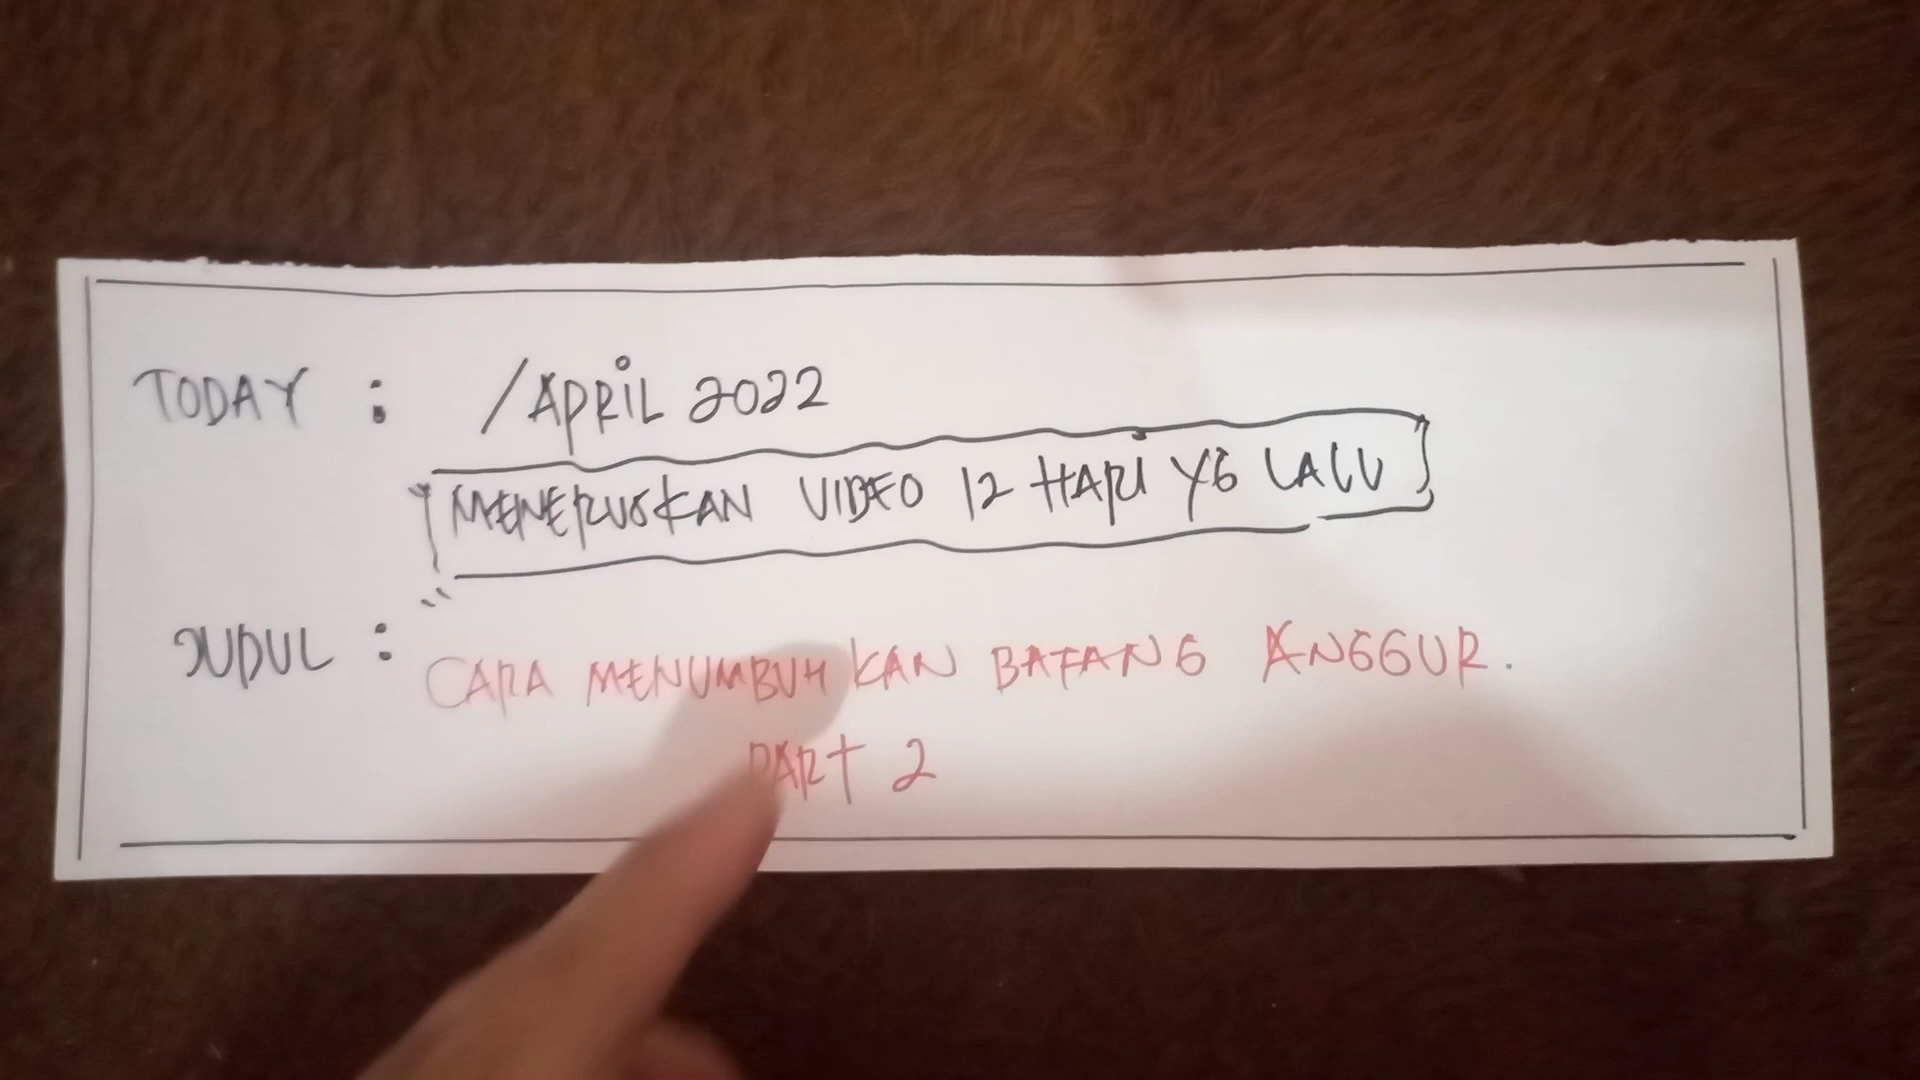 TODAY : /APRIL 2022
MENERUSKAN VIDEO 12 HARI YG LALU
JUDUL : CARA MENUMBUHKAN BATANG ANGGUR.
PART 2